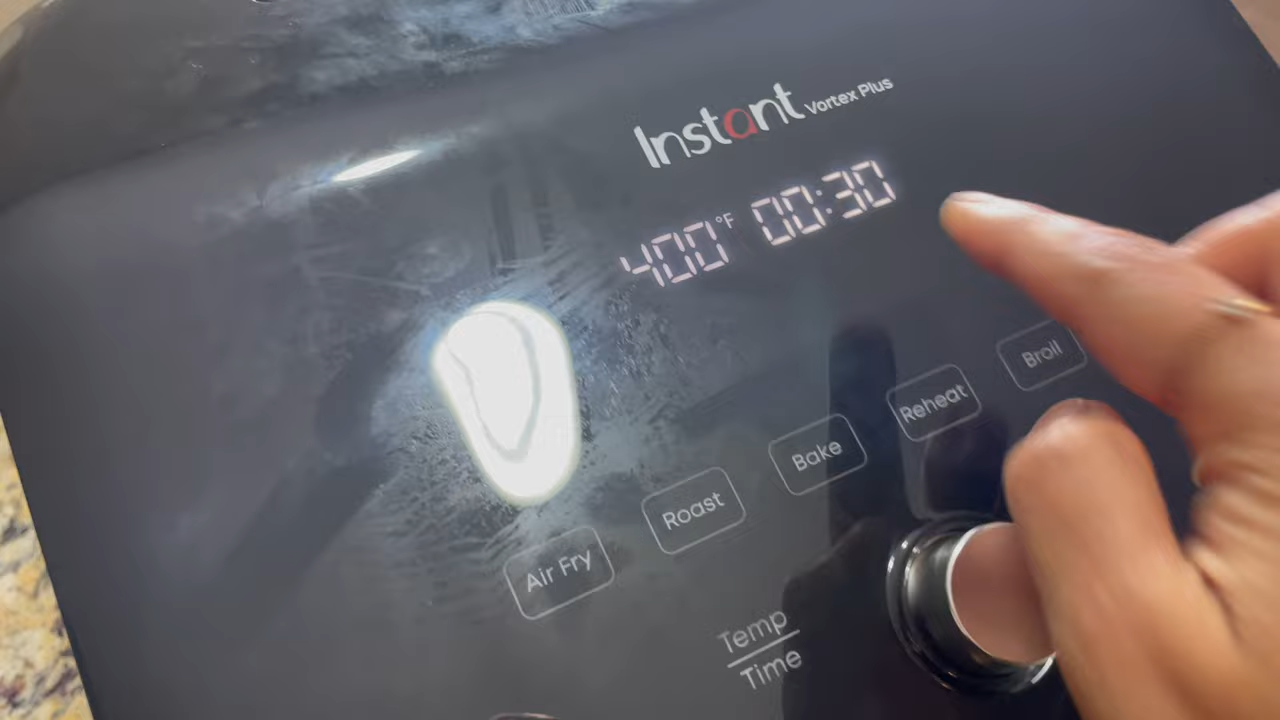 Instant Vortex Plus
400°F 00:30
Air Fry Roast Bake Reheat Broil
Temp
Time